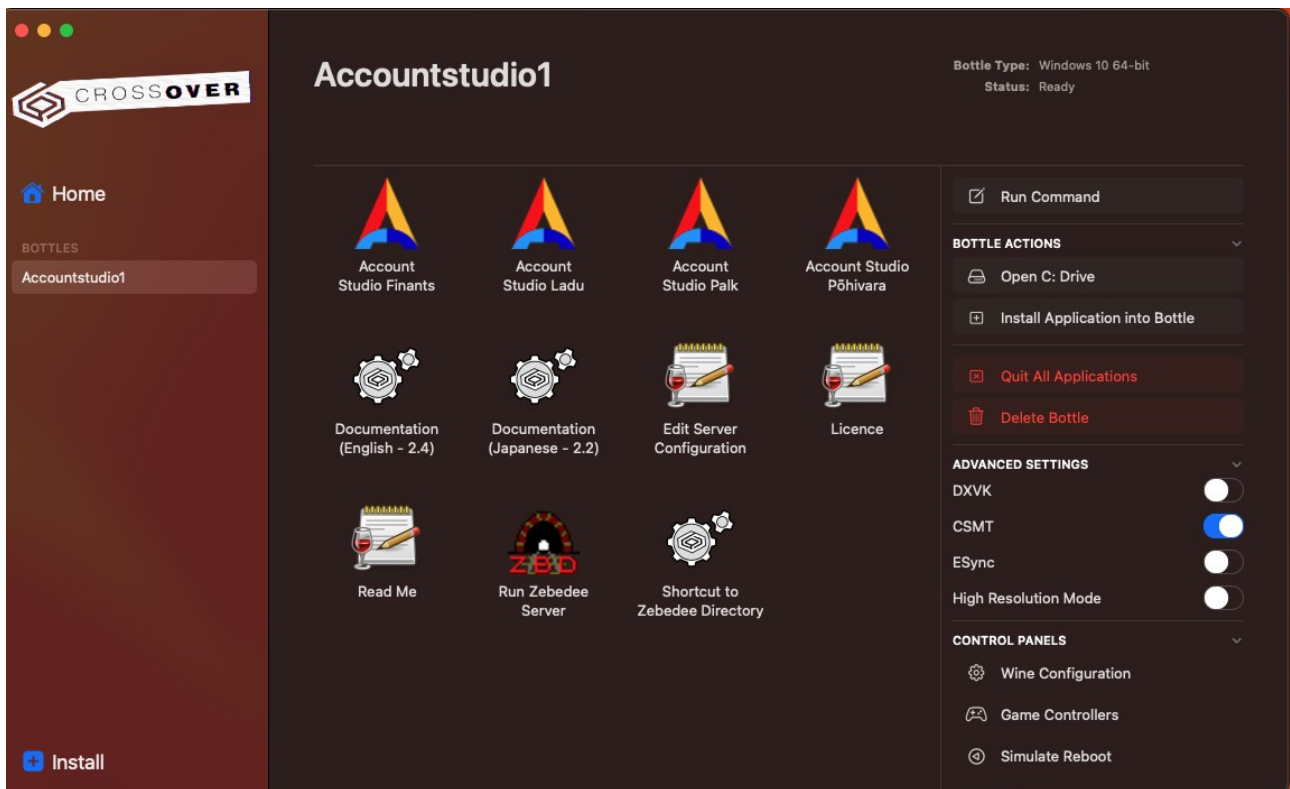 CROSSOVER
Home
BOTTLES
Accountstudio1
Install
Accountstudio1
Bottle Type: Windows 10 64-bit
Status: Ready
Account
Studio Finants
Account
Studio Ladu
Account
Studio Palk
Account Studio
Põhivara
Documentation
(English - 2.4)
Documentation
(Japanese - 2.2)
Edit Server
Configuration
Licence
Read Me
ZBD
Run Zebedee
Server
Shortcut to
Zebedee Directory
Run Command
BOTTLE ACTIONS
Open C: Drive
Install Application into Bottle
Quit All Applications
Delete Bottle
ADVANCED SETTINGS
DXVK
CSMT
ESync
High Resolution Mode
CONTROL PANELS
Wine Configuration
Game Controllers
Simulate Reboot